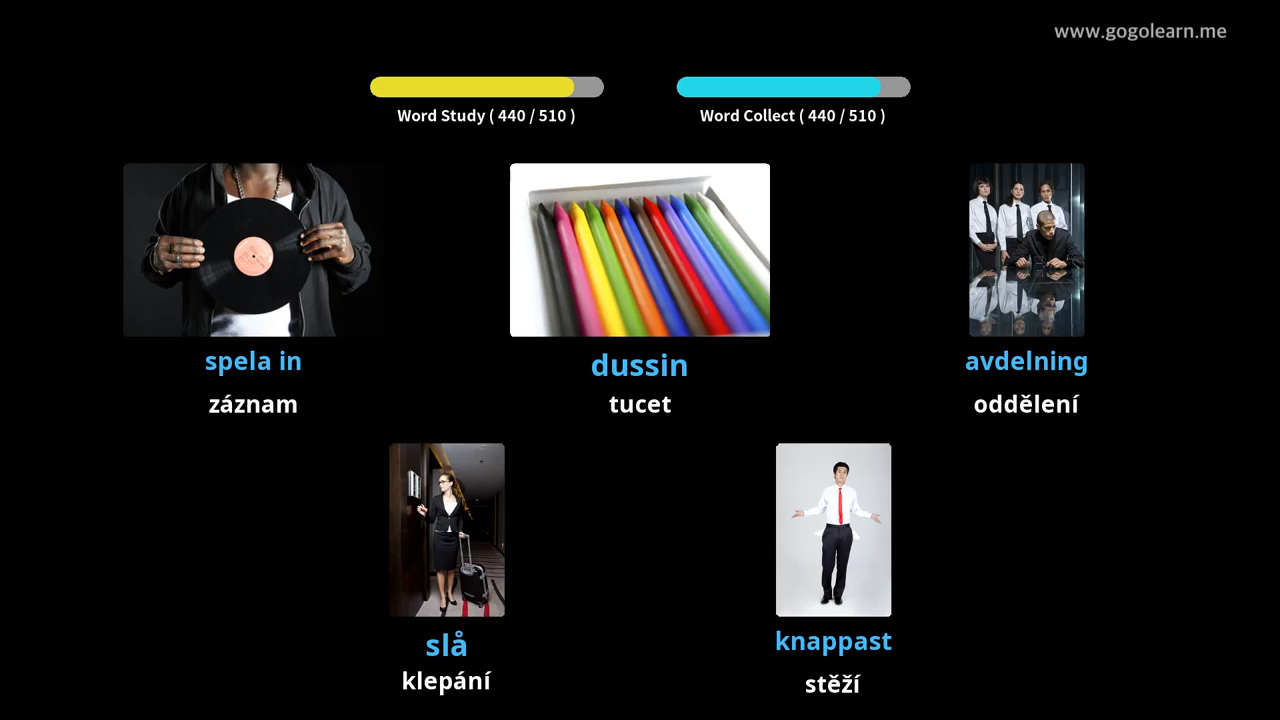 www.gogolearn.me
Word Study ( 440 / 510 )
Word Collect ( 440 / 510 )
spela in
záznam
dussin
tucet
avdelning
oddělení
slå
klepání
knappast
stěží